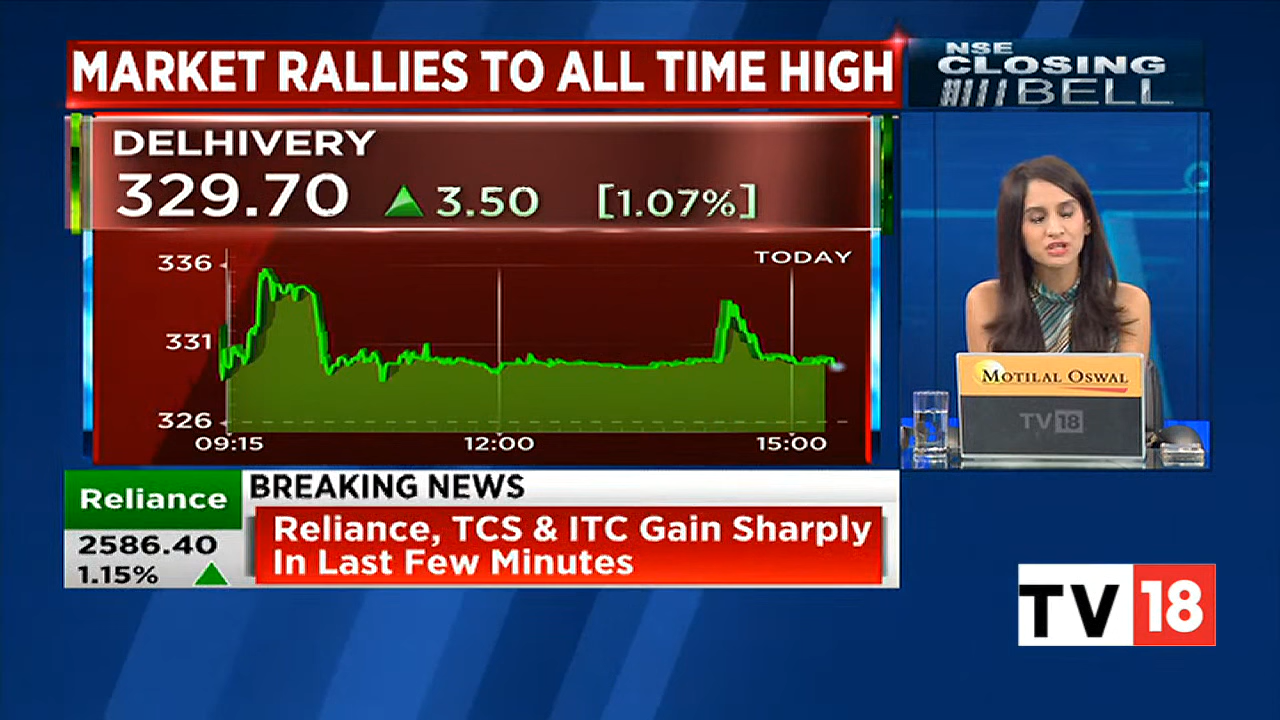 MARKET RALLIES TO ALL TIME HIGH
NSE
CLOSING
BELL
DELHIVERY
329.70 ▲ 3.50 [1.07%]
TODAY
336
331
326
09:15 12:00 15:00
MOTILAL OSWAL
TV18
Reliance
2586.40
1.15% ▲
BREAKING NEWS
Reliance, TCS & ITC Gain Sharply
In Last Few Minutes
TV18